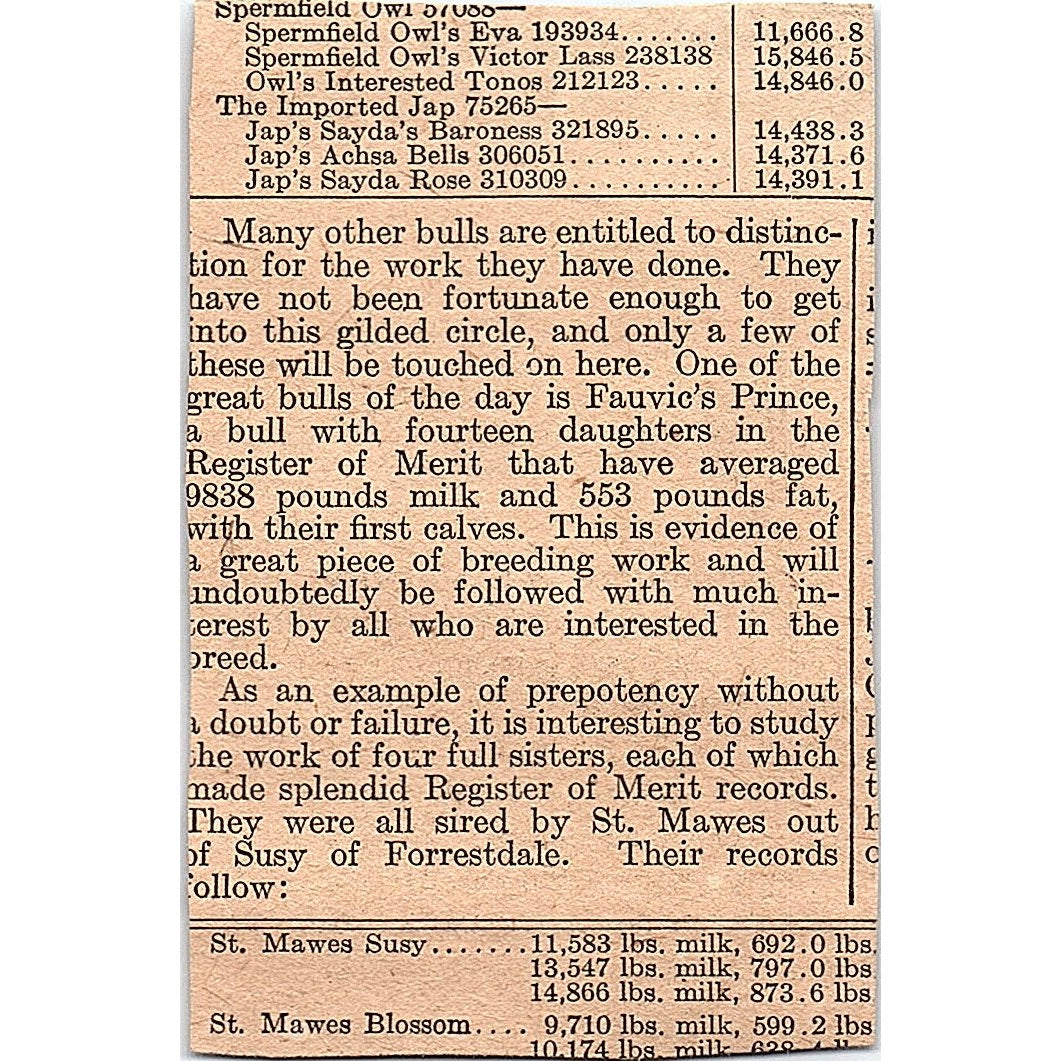 Spermfield Owl 57088—
Spermfield Owl's Eva 193934....... 11,666.8
Spermfield Owl's Victor Lass 238138 15,846.5
Owl's Interested Tonos 212123..... 14,846.0
The Imported Jap 75265—
Jap's Sayda's Baroness 321895..... 14,438.3
Jap's Achsa Bells 306051.......... 14,371.6
Jap's Sayda Rose 310309.......... 14,391.1
Many other bulls are entitled to distinc-
tion for the work they have done. They
have not been fortunate enough to get
into this gilded circle, and only a few of
these will be touched on here. One of the
great bulls of the day is Fauvic's Prince,
a bull with fourteen daughters in the
Register of Merit that have averaged
9838 pounds milk and 553 pounds fat,
with their first calves. This is evidence of
a great piece of breeding work and will
undoubtedly be followed with much in-
terest by all who are interested in the
breed.
As an example of prepotency without
a doubt or failure, it is interesting to study
the work of four full sisters, each of which
made splendid Register of Merit records.
They were all sired by St. Mawes out
of Susy of Forrestdale. Their records
follow:
St. Mawes Susy.......11,583 lbs. milk, 692.0 lbs.
13,547 lbs. milk, 797.0 lbs
14,866 lbs. milk, 873.6 lbs
St. Mawes Blossom.... 9,710 lbs. milk, 599.2 lbs
10,174 lbs. milk